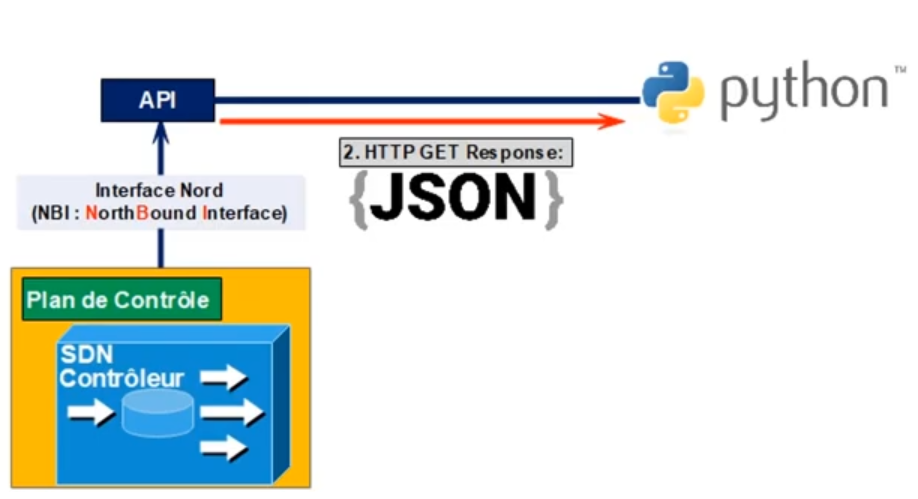 API
python™
2. HTTP GET Response:
{JSON}
Interface Nord
(NBI : NorthBound Interface)
Plan de Contrôle
SDN
Contrôleur